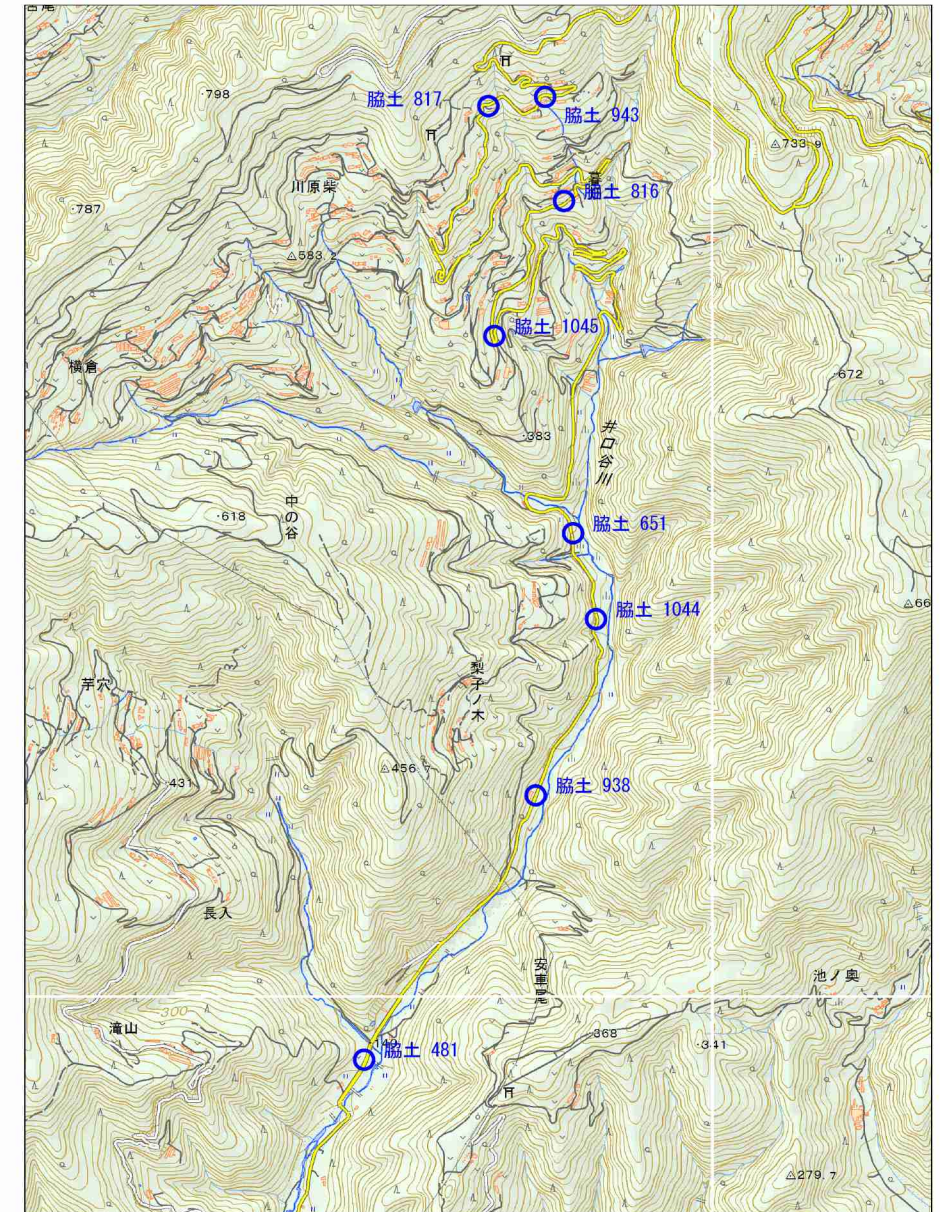 ・798
脇土 817
脇土 943
△733.9
川原柴
脇土 816
・787
△583.2
脇土 1045
横倉
・672
・383
井口谷川
中の谷
・618
脇土 651
脇土 1044
△66
400
梨子ノ木
芋穴
△456.7
・431
脇土 938
長入
池ノ奥
300
滝山
・368
・341
脇土 481
△279.7